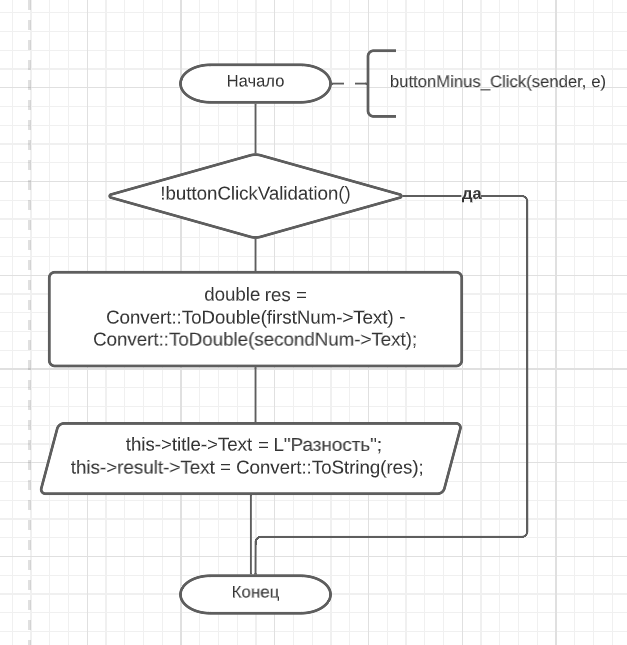 Начало
buttonMinus_Click(sender, e)
!buttonClickValidation()
да
double res =
Convert::ToDouble(firstNum->Text) -
Convert::ToDouble(secondNum->Text);
this->title->Text = L"Разность";
this->result->Text = Convert::ToString(res);
Конец